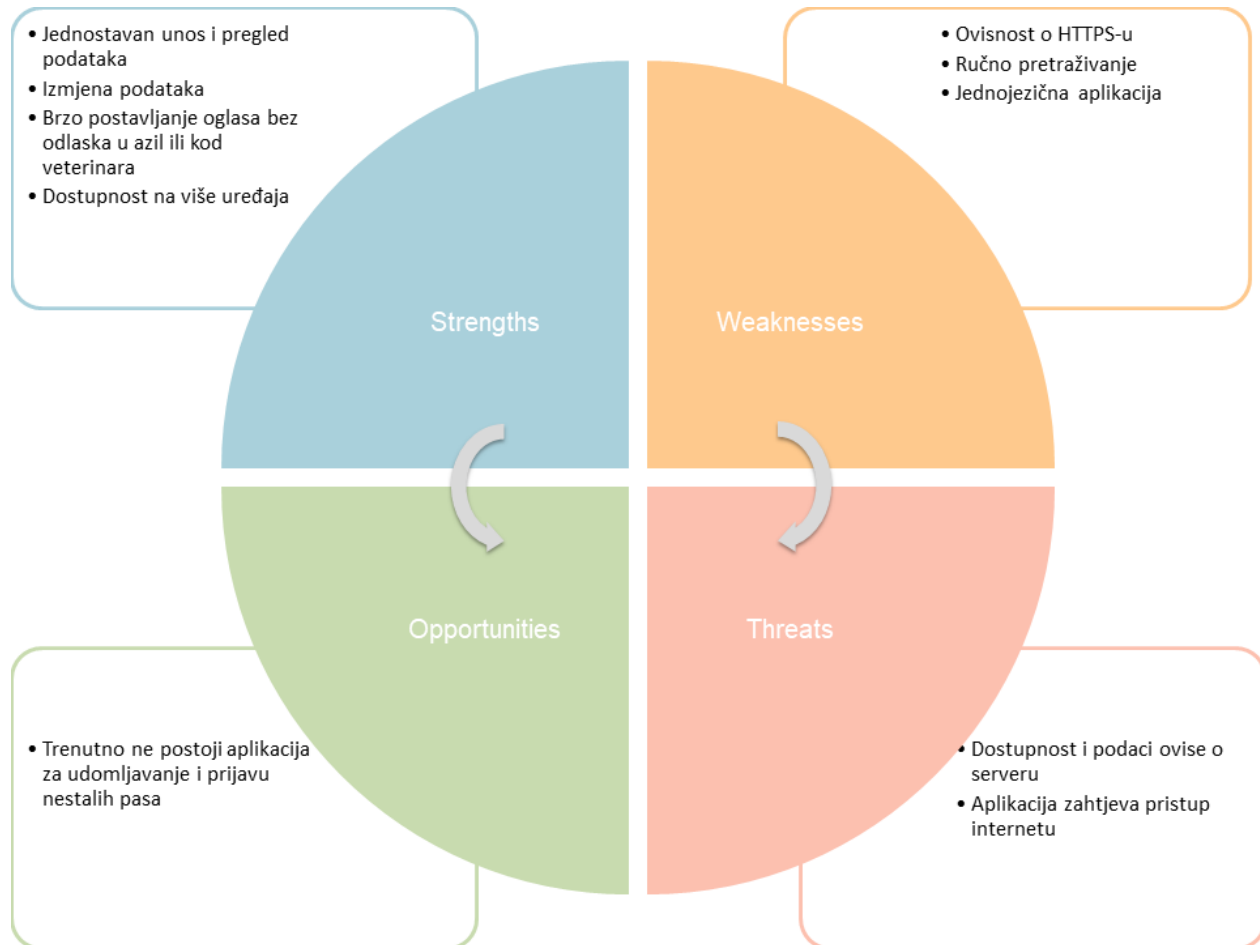 • Jednostavan unos i pregled
podataka
• Izmjena podataka
• Brzo postavljanje oglasa bez
odlaska u azil ili kod
veterinara
• Dostupnost na više uređaja
• Ovisnost o HTTPS-u
• Ručno pretraživanje
• Jednojezična aplikacija
Strengths
Weaknesses
Opportunities
Threats
• Trenutno ne postoji aplikacija
za udomljavanje i prijavu
nestalih pasa
• Dostupnost i podaci ovise o
serveru
• Aplikacija zahtjeva pristup
internetu